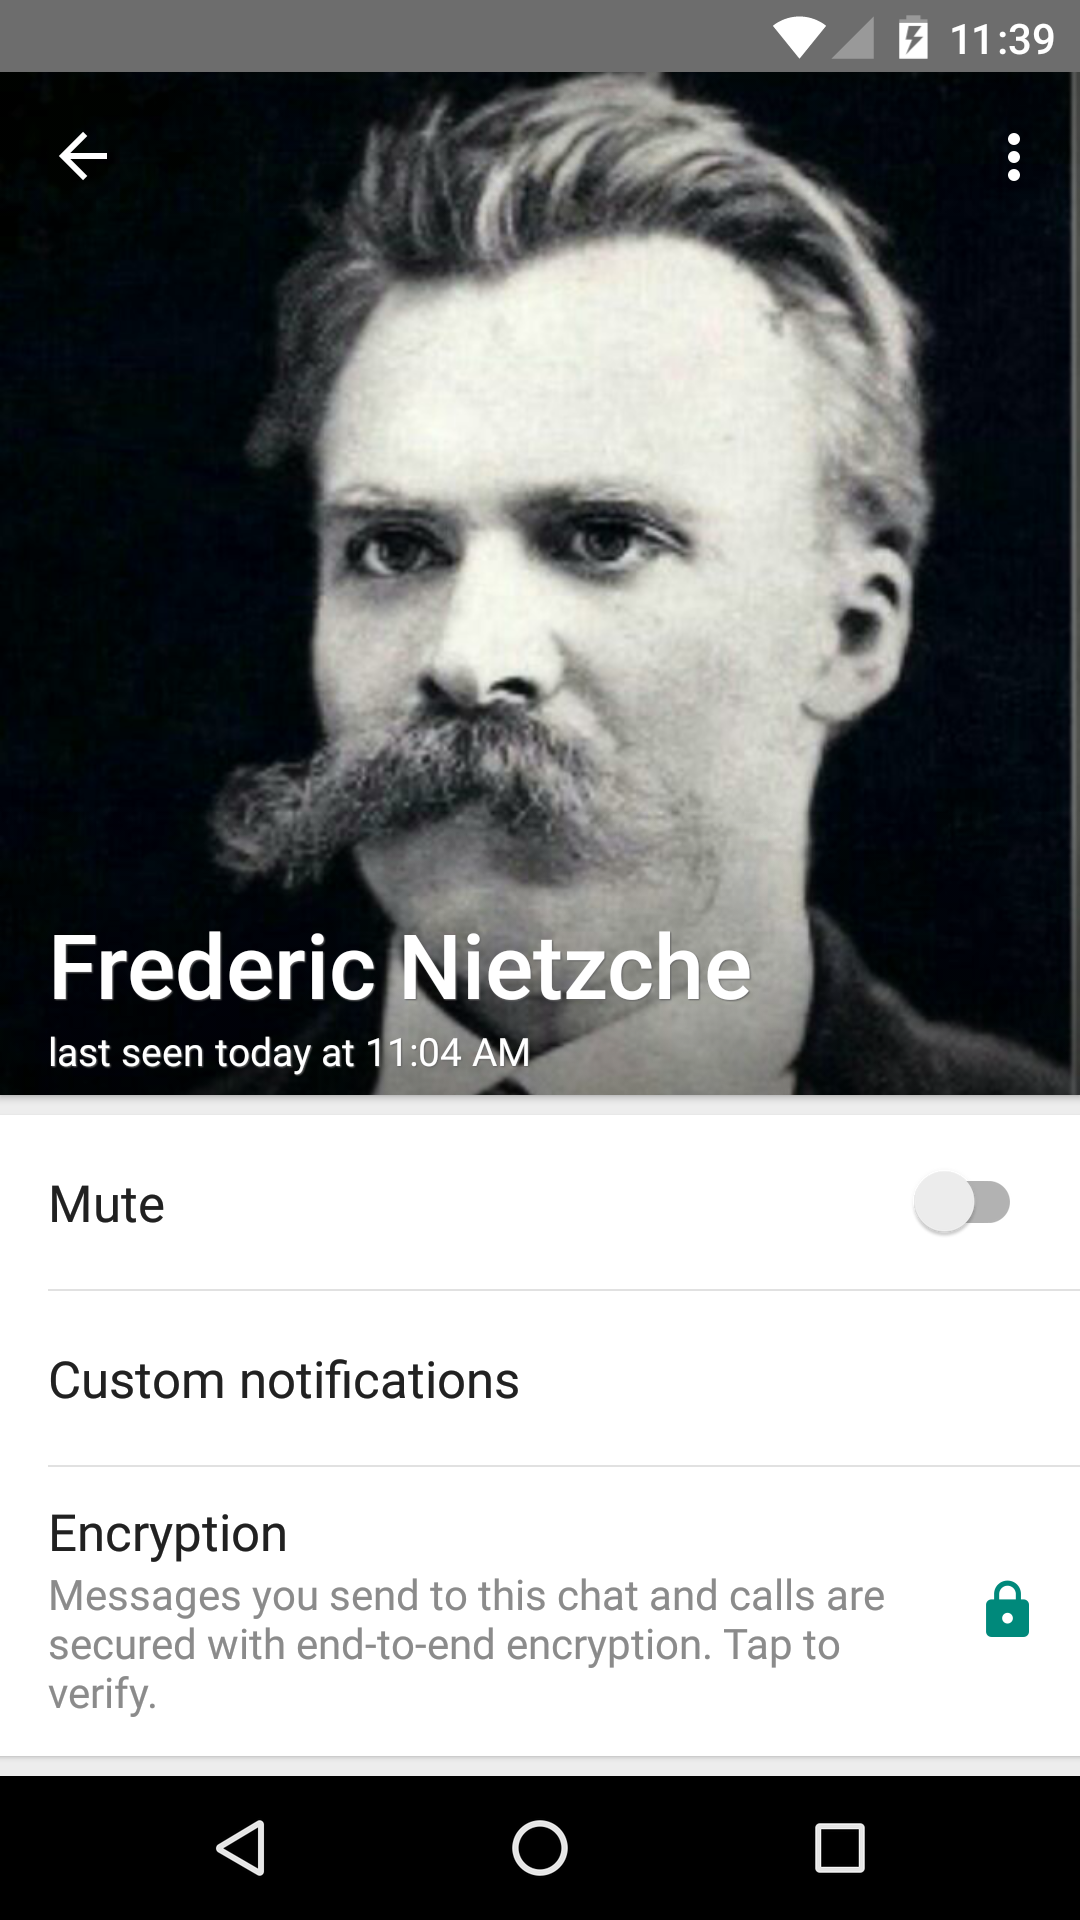 11:39
Frederic Nietzche
last seen today at 11:04 AM
Mute
Custom notifications
Encryption
Messages you send to this chat and calls are
secured with end-to-end encryption. Tap to
verify.